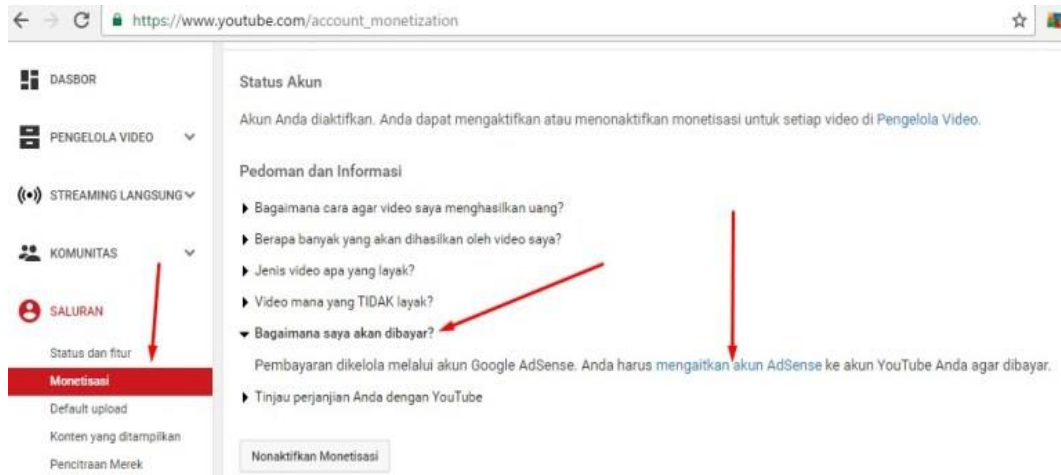 https://www.youtube.com/account_monetization
DASBOR
PENGELOLA VIDEO
STREAMING LANGSUNG
KOMUNITAS
SALURAN
Status dan fitur
Monetisasi
Default upload
Konten yang ditampilkan
Pencitraan Merek
Status Akun
Akun Anda diaktifkan. Anda dapat mengaktifkan atau menonaktifkan monetisasi untuk setiap video di Pengelola Video.
Pedoman dan Informasi
Bagaimana cara agar video saya menghasilkan uang?
Berapa banyak yang akan dihasilkan oleh video saya?
Jenis video apa yang layak?
Video mana yang TIDAK layak?
Bagaimana saya akan dibayar?
Pembayaran dikelola melalui akun Google AdSense. Anda harus mengaitkan akun AdSense ke akun YouTube Anda agar dibayar.
Tinjau perjanjian Anda dengan YouTube
Nonaktifkan Monetisasi